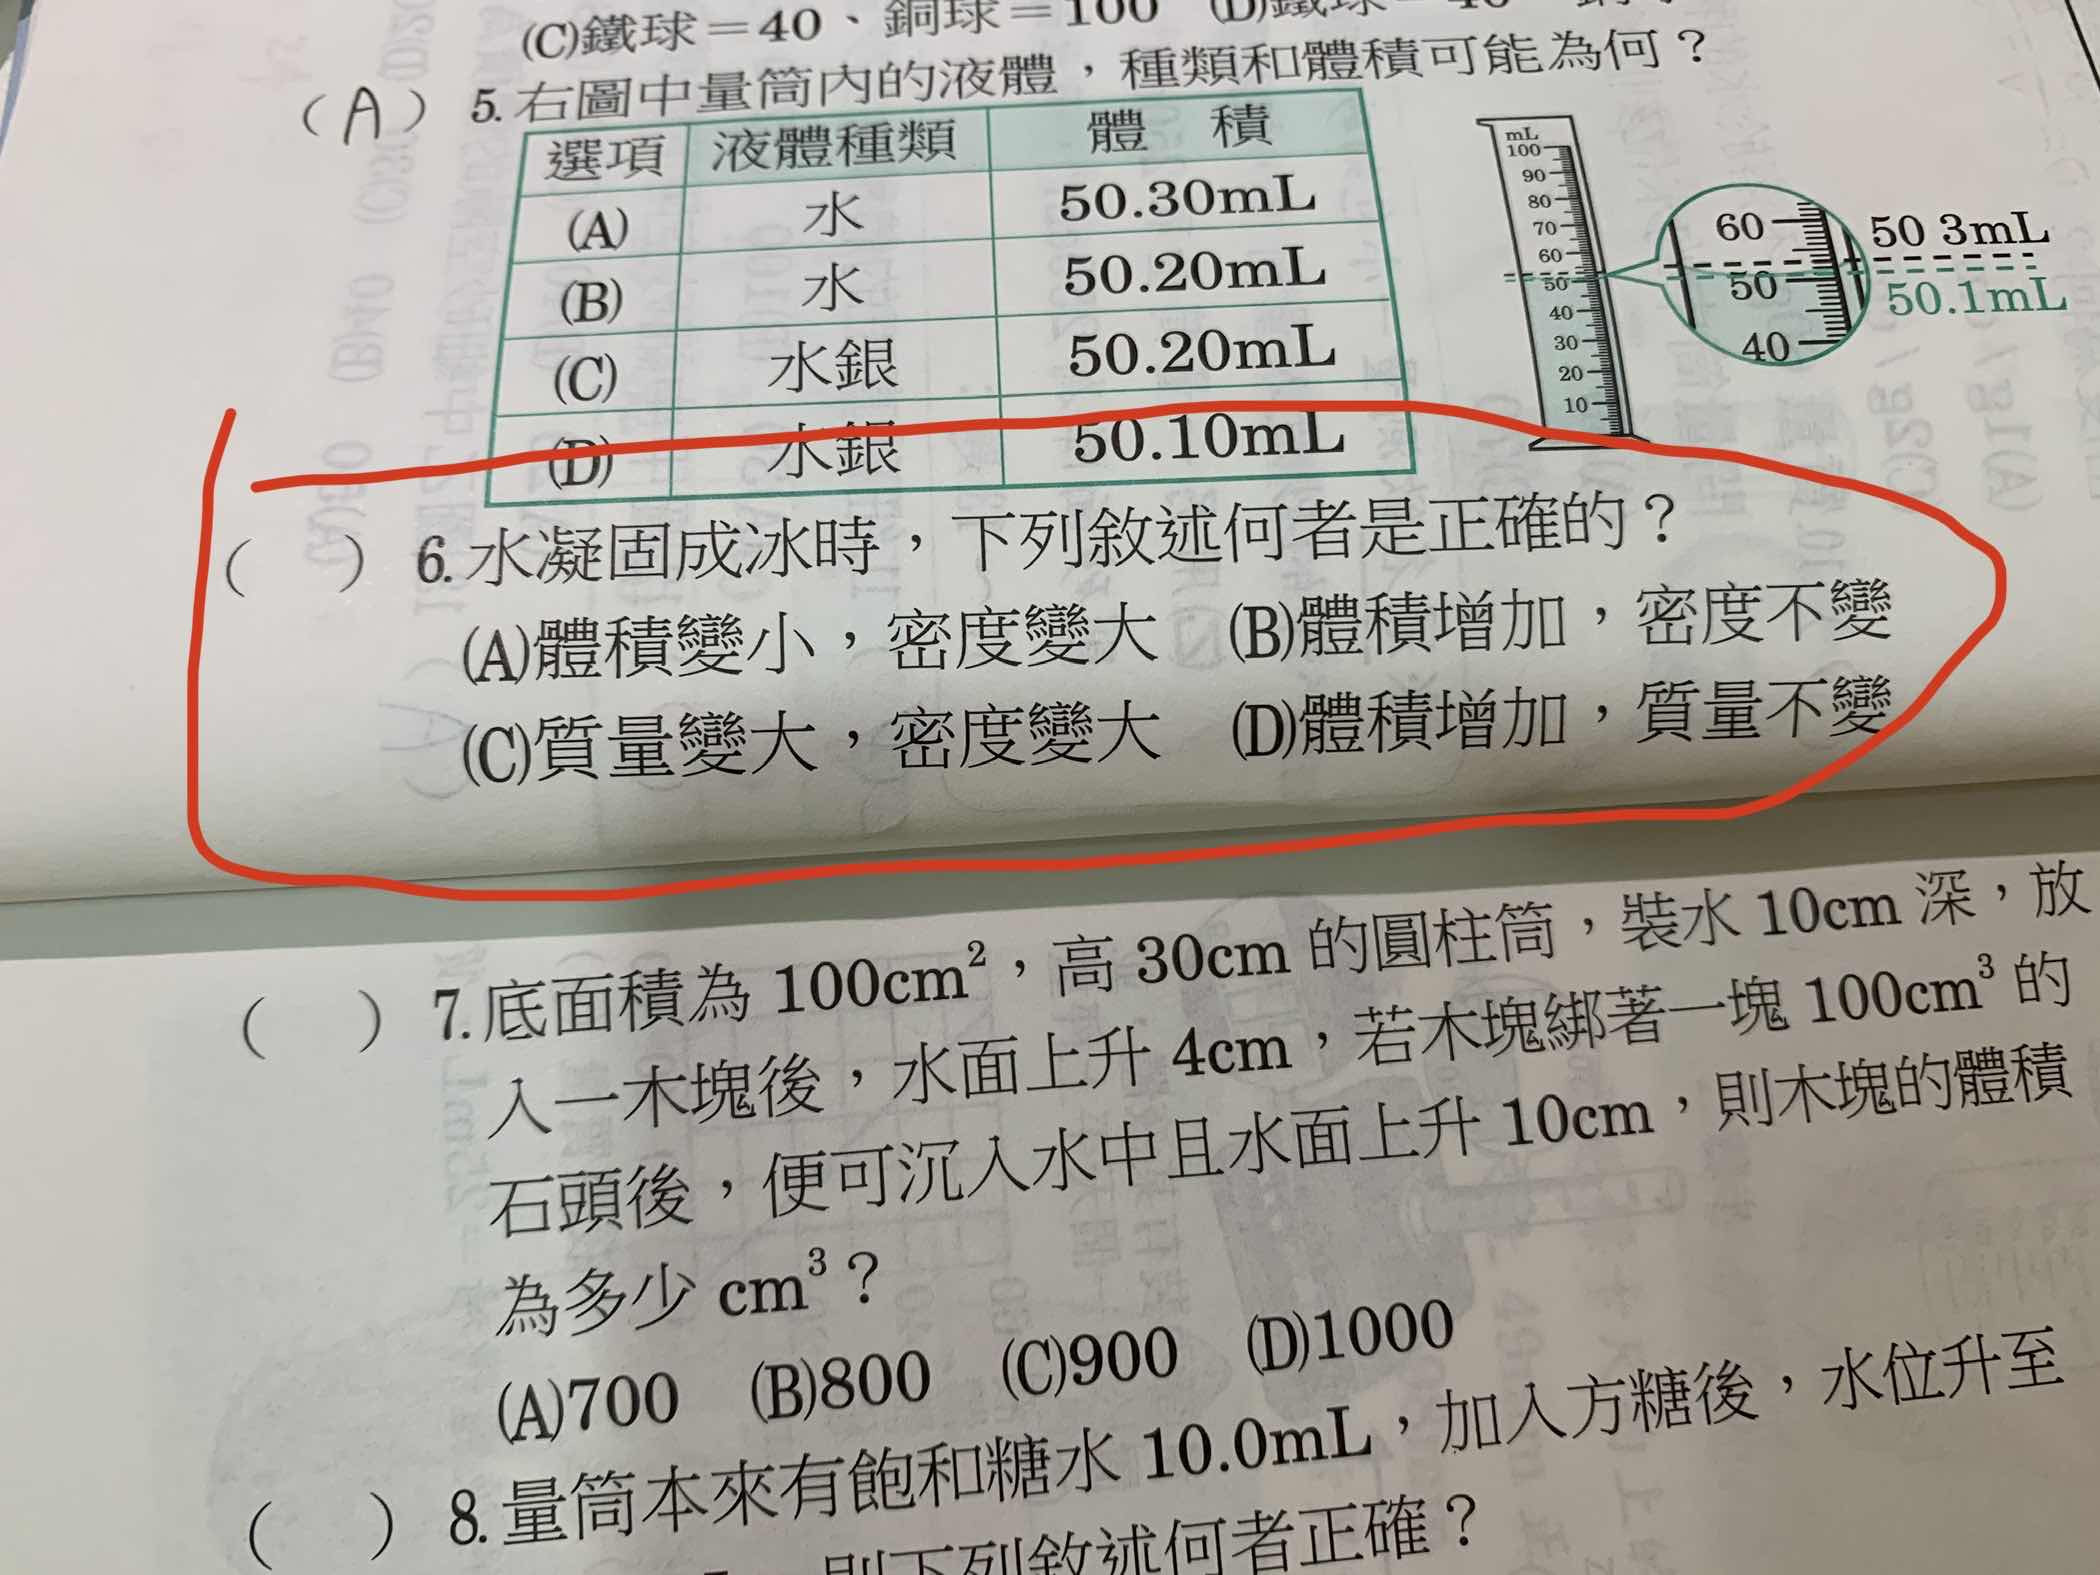 (C)鐵球＝40、銅球＝100 (D)鐵球
( A ) 5.右圖中量筒內的液體，種類和體積可能為何？
選項 液體種類 體 積
(A) 水 50.30mL
(B) 水 50.20mL
(C) 水銀 50.20mL
(D) 水銀 50.10mL
mL
100
90
80
70
60
50
40
30
20
10
60
50
40
50 3mL
50.1mL
( ) 6.水凝固成冰時，下列敘述何者是正確的？
(A)體積變小，密度變大 (B)體積增加，密度不變
(C)質量變大，密度變大 (D)體積增加，質量不變
( ) 7.底面積為 100cm²，高 30cm 的圓柱筒，裝水 10cm 深，放
入一木塊後，水面上升 4cm，若木塊綁著一塊 100cm³ 的
石頭後，便可沉入水中且水面上升 10cm，則木塊的體積
為多少 cm³？
(A)700 (B)800 (C)900 (D)1000
( ) 8.量筒本來有飽和糖水 10.0mL，加入方糖後，水位升至
則下列敘述何者正確？